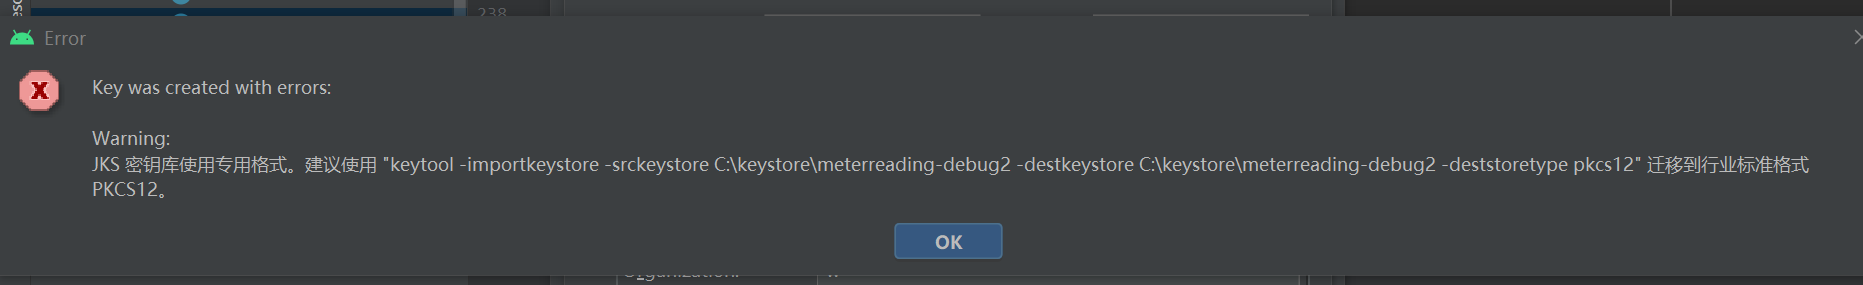 238
Error
Key was created with errors:
Warning:
JKS 密钥库使用专用格式。建议使用 "keytool -importkeystore -srckeystore C:\keystore\meterreading-debug2 -destkeystore C:\keystore\meterreading-debug2 -deststoretype pkcs12" 迁移到行业标准格式
PKCS12。
OK